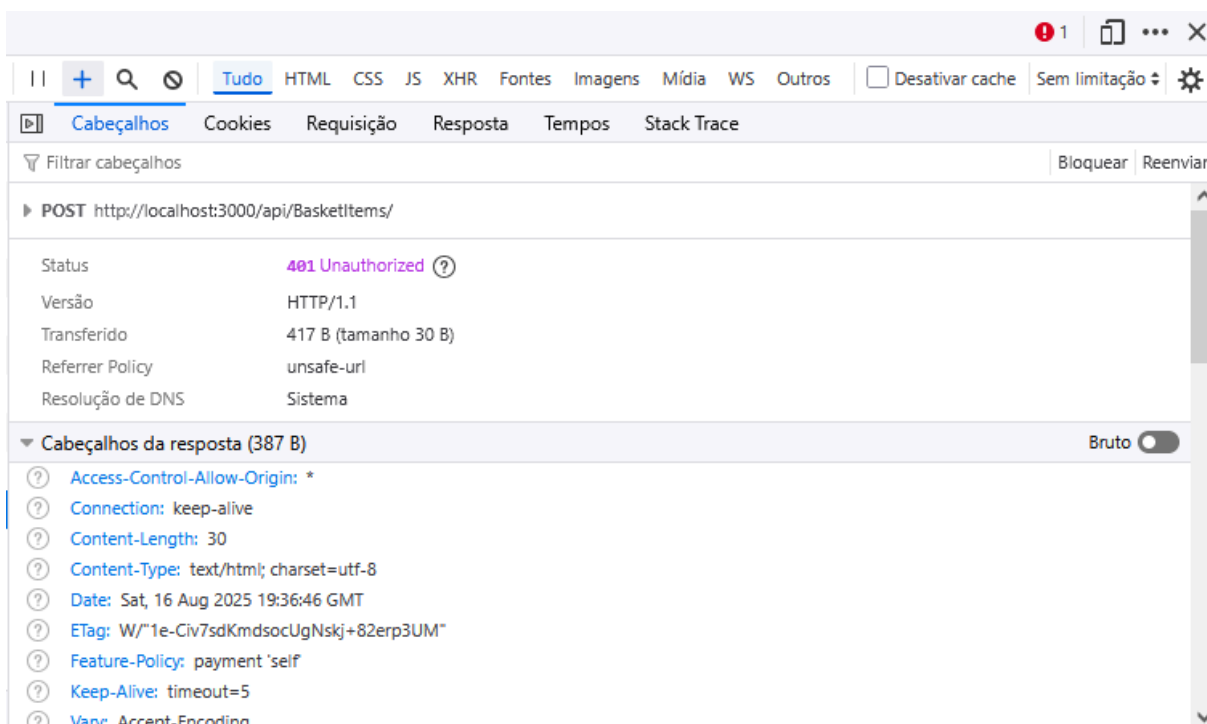 1
Tudo HTML CSS JS XHR Fontes Imagens Mídia WS Outros Desativar cache Sem limitação
Cabeçalhos Cookies Requisição Resposta Tempos Stack Trace
Filtrar cabeçalhos Bloquear Reenviar
POST http://localhost:3000/api/BasketItems/
Status 401 Unauthorized
Versão HTTP/1.1
Transferido 417 B (tamanho 30 B)
Referrer Policy unsafe-url
Resolução de DNS Sistema
Cabeçalhos da resposta (387 B) Bruto
Access-Control-Allow-Origin: *
Connection: keep-alive
Content-Length: 30
Content-Type: text/html; charset=utf-8
Date: Sat, 16 Aug 2025 19:36:46 GMT
ETag: W/"1e-Civ7sdKmdsocUgNskj+82erp3UM"
Feature-Policy: payment 'self'
Keep-Alive: timeout=5
Vary: Accept-Encoding